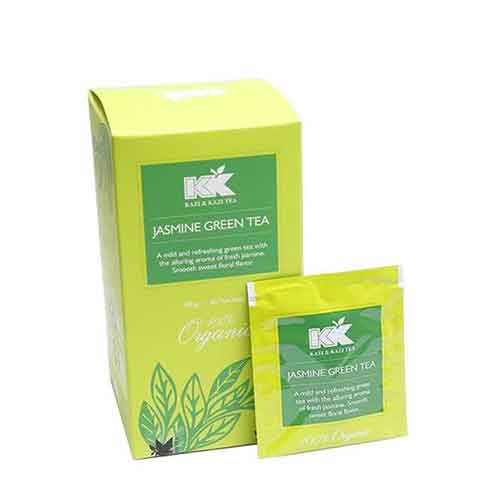 KK
KAZI & KAZI TEA
JASMINE GREEN TEA
A mild and refreshing green tea with
the alluring aroma of fresh jasmine.
Smooth sweet floral flavor.
100%
Organic
KK
KAZI & KAZI TEA
JASMINE GREEN TEA
A mild and refreshing green
tea with the alluring aroma
of fresh jasmine. Smooth
sweet floral flavor.
100% Organic